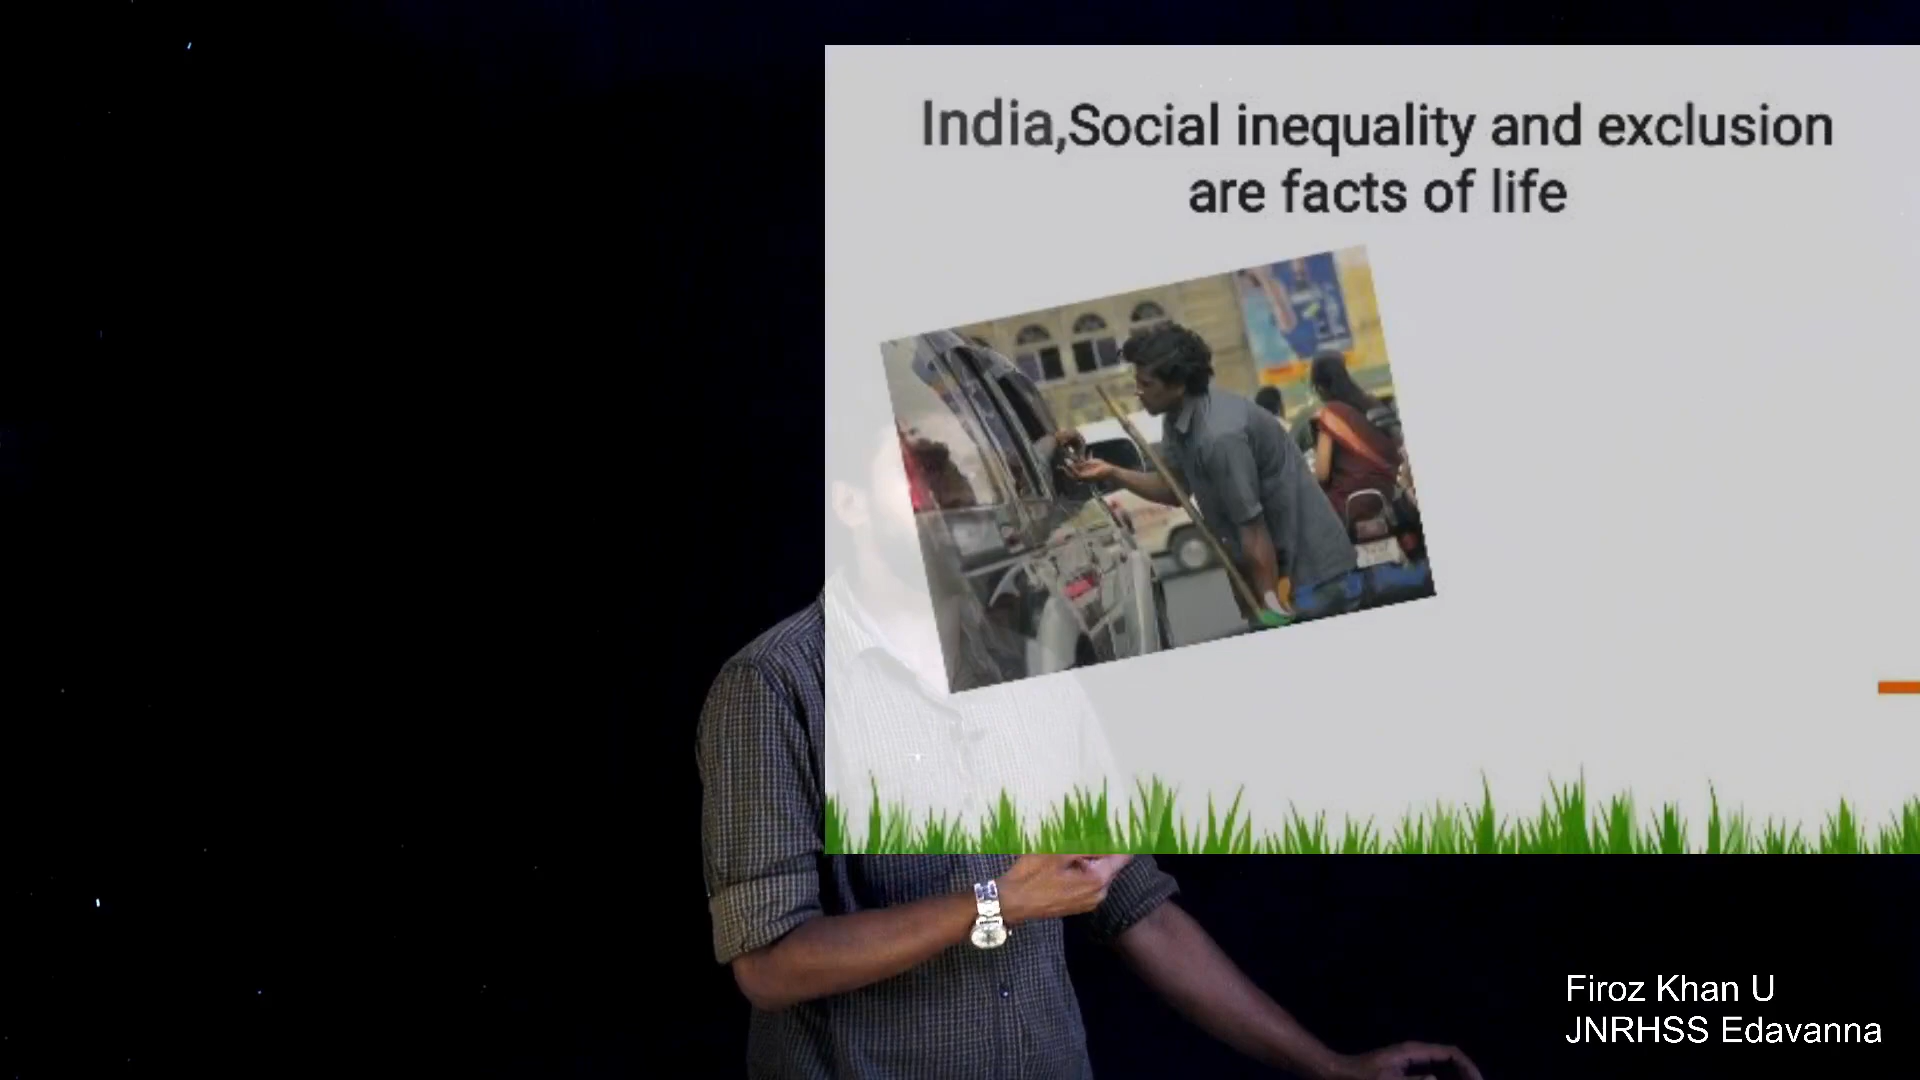 India,Social inequality and exclusion
are facts of life
Firoz Khan U
JNRHSS Edavanna